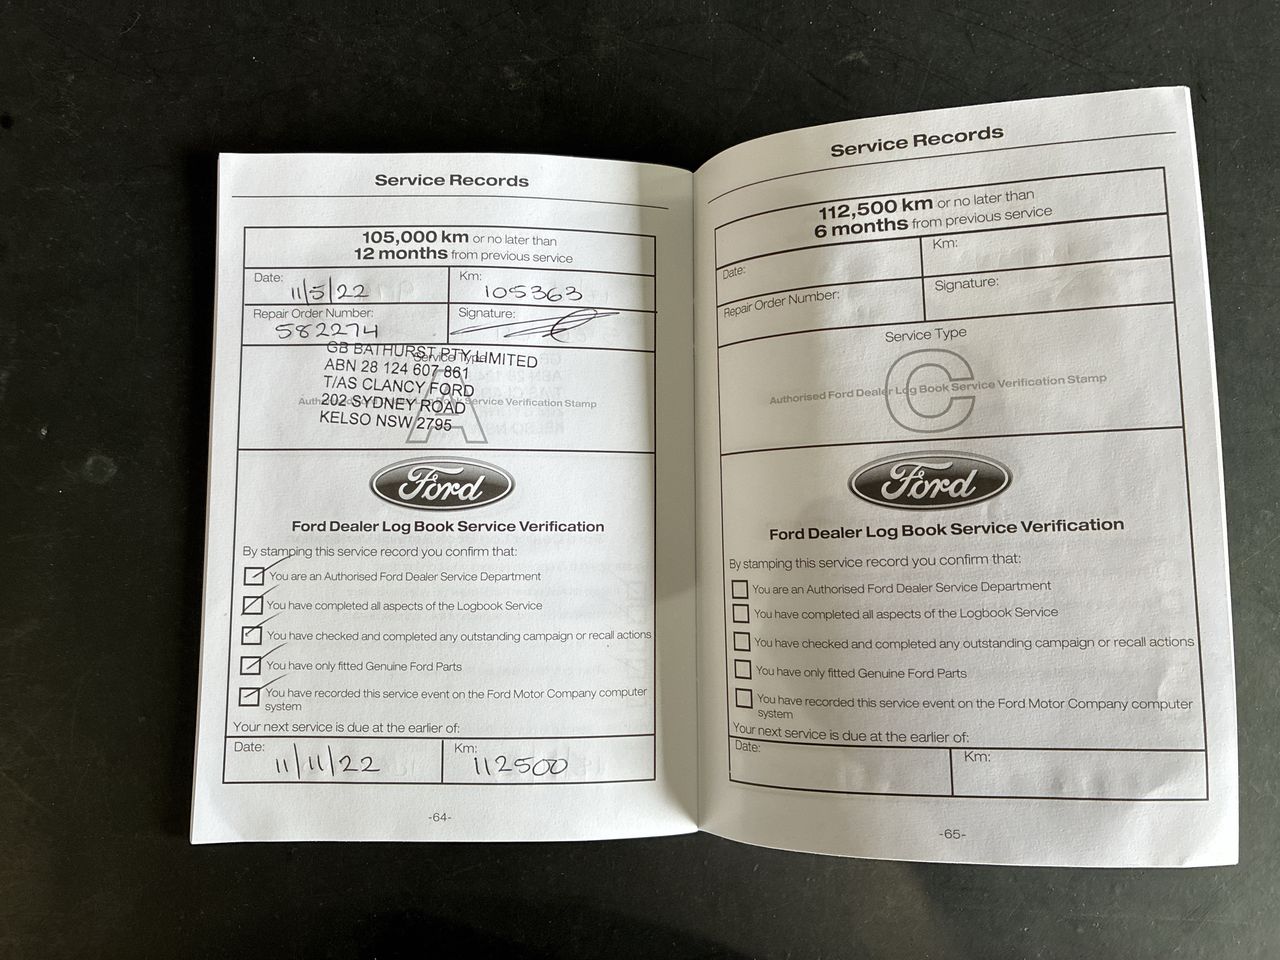 Service Records
105,000 km or no later than
12 months from previous service
Date: 11/5/22
Km: 105363
Repair Order Number: 582274
Signature:
Service Type
GB BATHURST PTY LIMITED
ABN 28 124 607 861
T/AS CLANCY FORD
Authorised Ford Dealer Log Book Service Verification Stamp
202 SYDNEY ROAD
KELSO NSW 2795
A
Ford
Ford Dealer Log Book Service Verification
By stamping this service record you confirm that:
You are an Authorised Ford Dealer Service Department
You have completed all aspects of the Logbook Service
You have checked and completed any outstanding campaign or recall actions
You have only fitted Genuine Ford Parts
You have recorded this service event on the Ford Motor Company computer
system
Your next service is due at the earlier of:
Date: 11/11/22
Km: 112500
-64-
Service Records
112,500 km or no later than
6 months from previous service
Date:
Km:
Repair Order Number:
Signature:
Service Type
C
Authorised Ford Dealer Log Book Service Verification Stamp
Ford
Ford Dealer Log Book Service Verification
By stamping this service record you confirm that:
You are an Authorised Ford Dealer Service Department
You have completed all aspects of the Logbook Service
You have checked and completed any outstanding campaign or recall actions
You have only fitted Genuine Ford Parts
You have recorded this service event on the Ford Motor Company computer
system
Your next service is due at the earlier of:
Date:
Km:
-65-